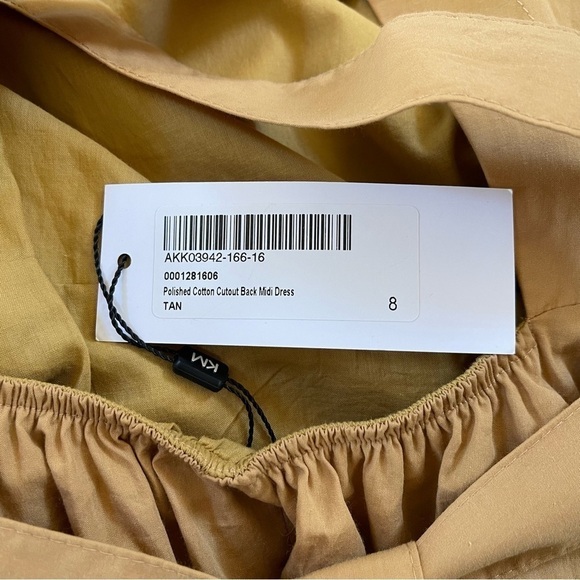 AKK03942-166-16
0001281606
Polished Cotton Cutout Back Midi Dress
TAN
8
KM